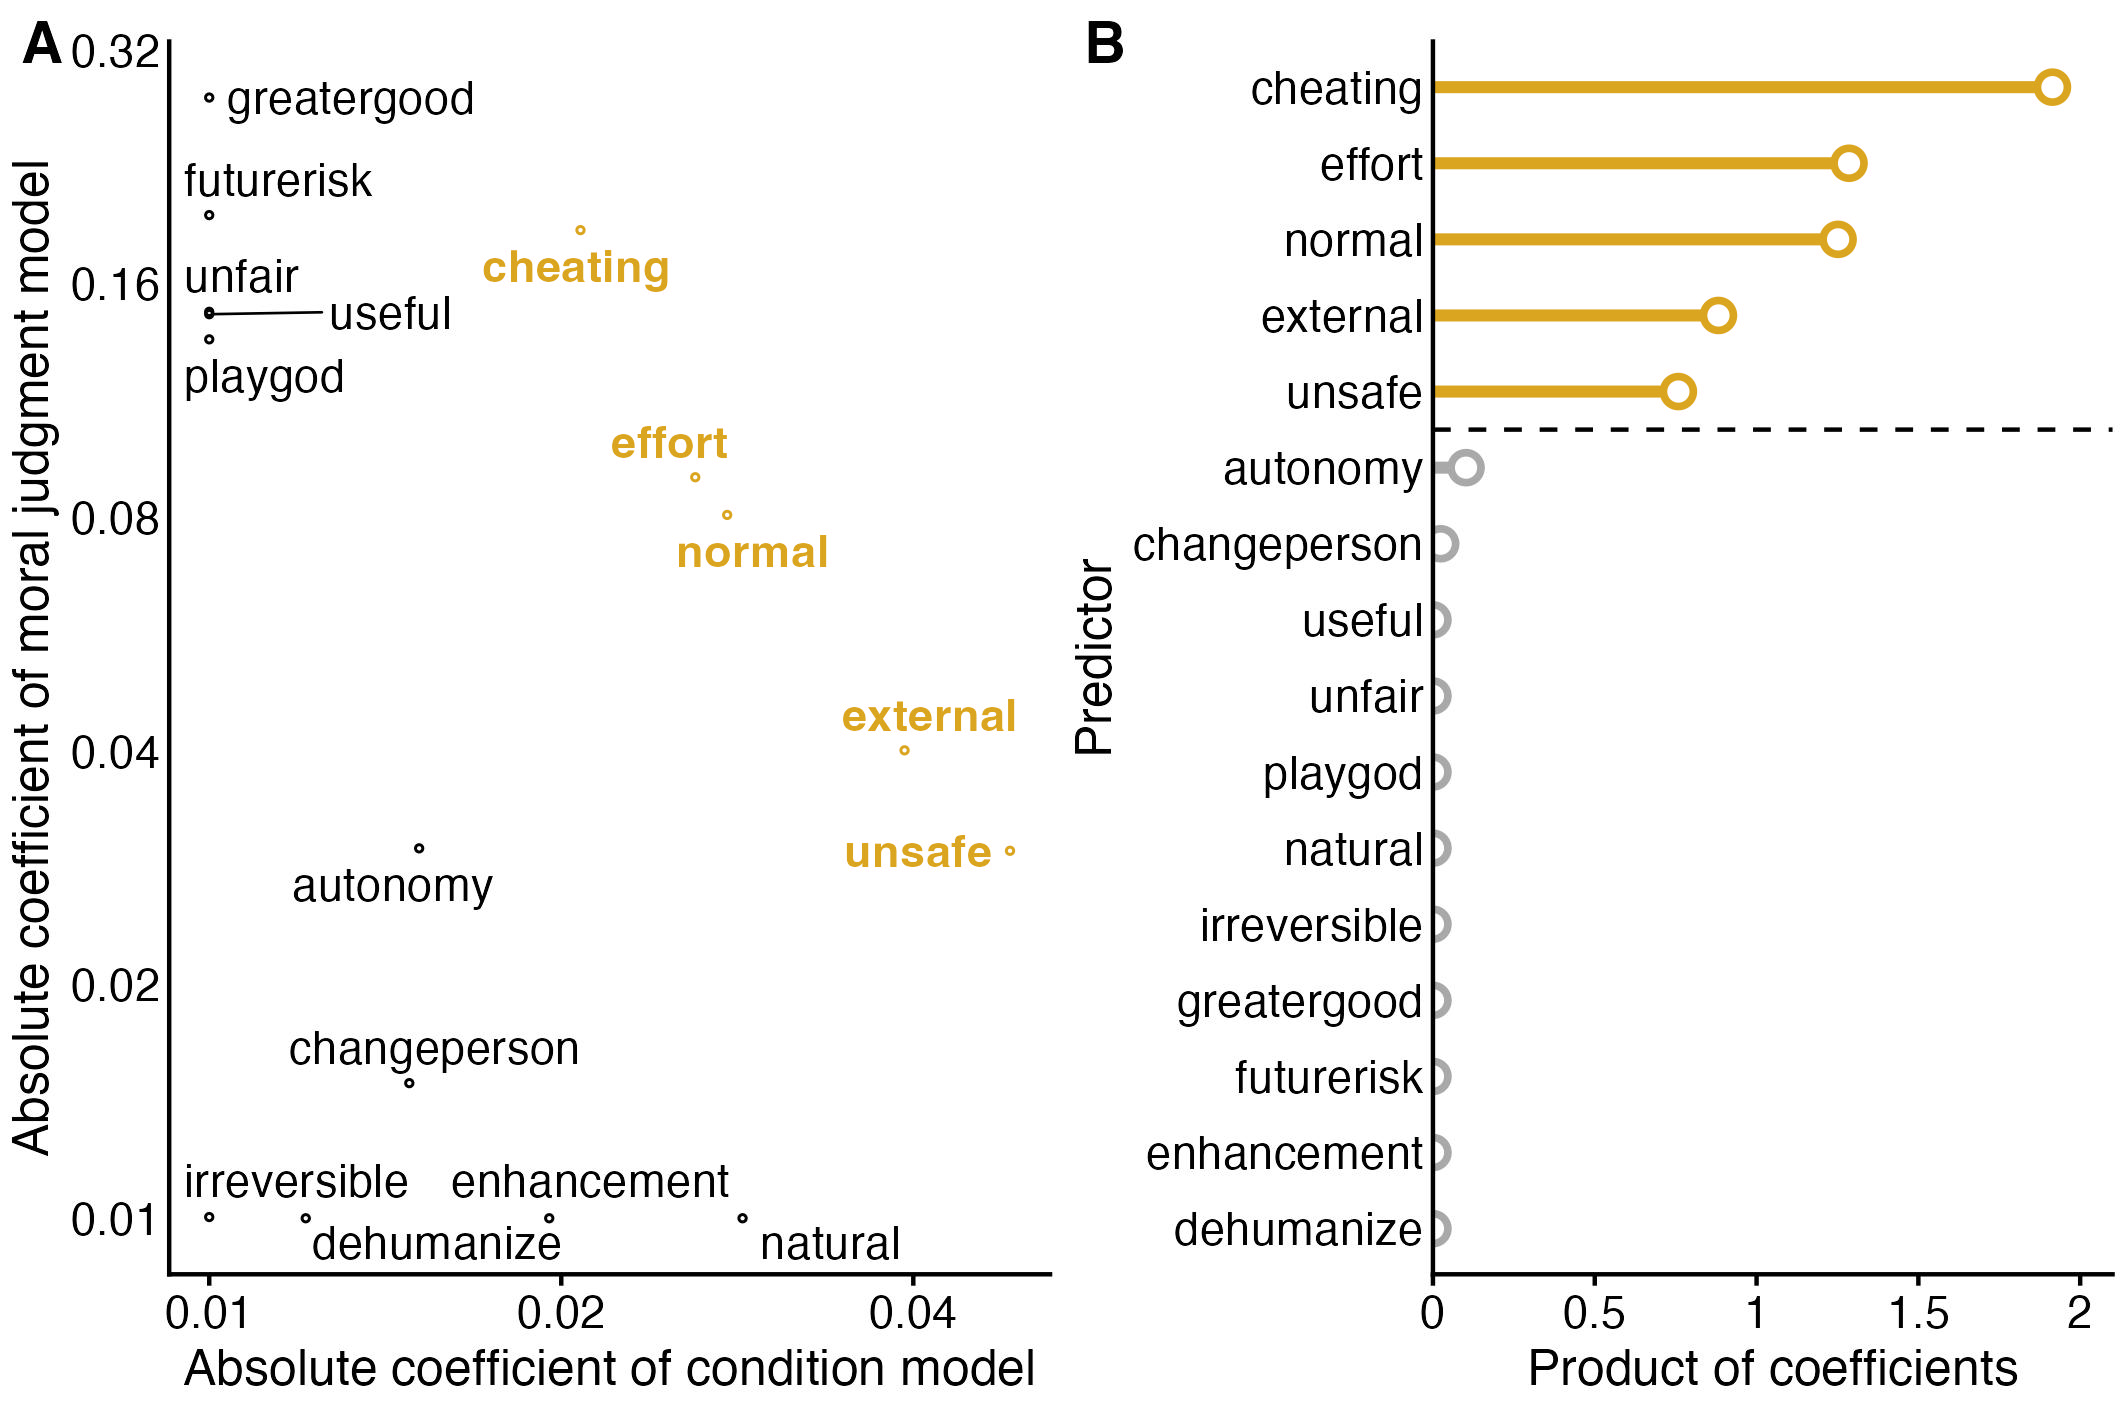 A
0.32
0.16
0.08
0.04
0.02
0.01
Absolute coefficient of moral judgment model
greatergood
futurerisk
cheating
unfair
useful
playgod
effort
normal
external
unsafe
autonomy
changeperson
irreversible
enhancement
dehumanize
natural
0.01
0.02
0.04
Absolute coefficient of condition model
B
Predictor
cheating
effort
normal
external
unsafe
autonomy
changeperson
useful
unfair
playgod
natural
irreversible
greatergood
futurerisk
enhancement
dehumanize
0
0.5
1
1.5
2
Product of coefficients